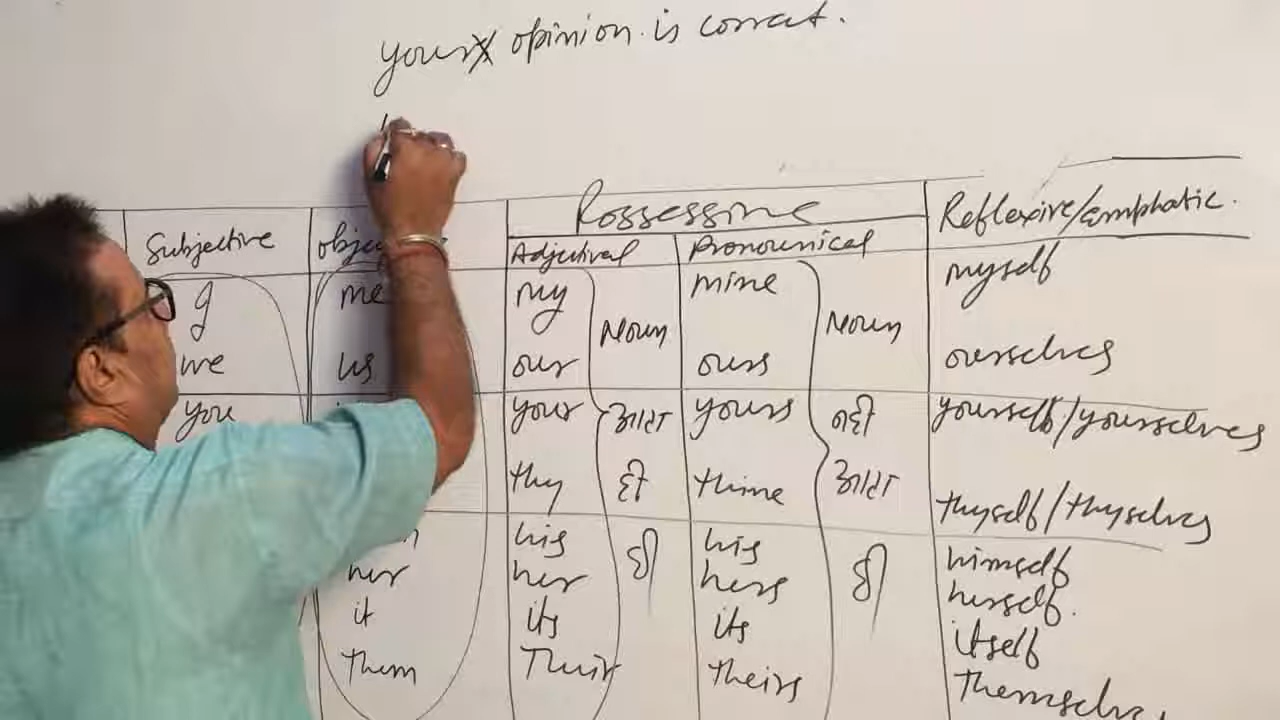 yours opinion is correct.
Possessive
Reflexive/emphatic.
Subjective Adjectival Pronounical
I me my Noun mine Noun myself
we us our ours ourselves
you your आता yours नहीं yourself/yourselves
thy है thine आता thyself/thyselves
his ही his है himself
her her hers herself.
it its its itself
Them Their theirs